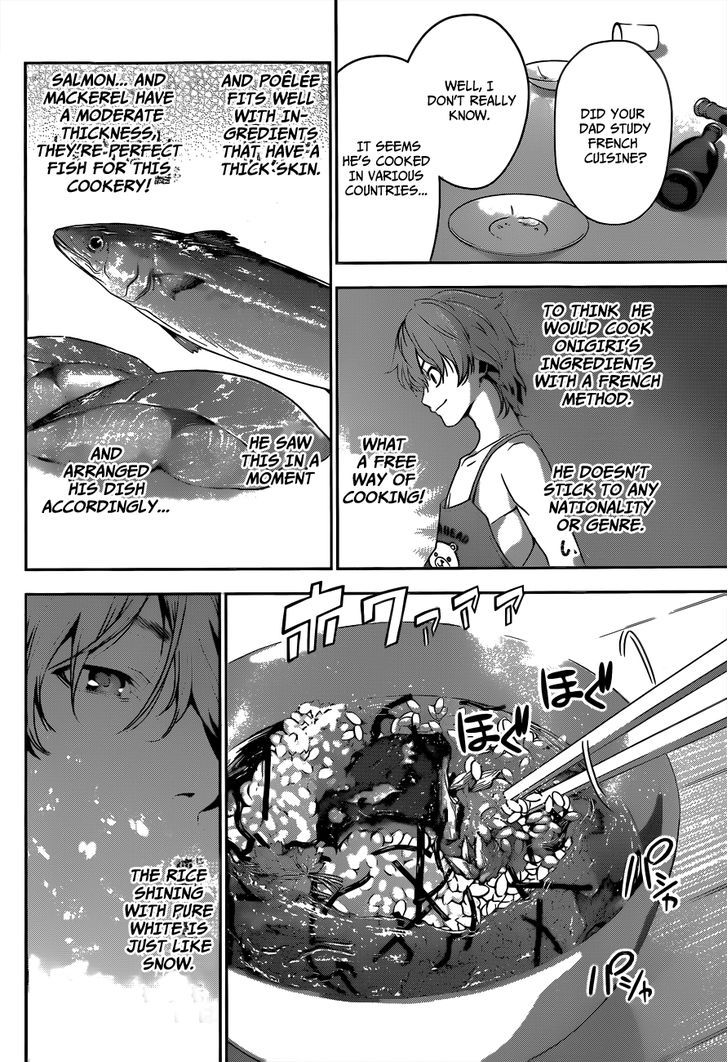 DID YOUR
DAD STUDY
FRENCH
CUISINE?
WELL, I
DON'T REALLY
KNOW.
IT SEEMS
HE'S COOKED
IN VARIOUS
COUNTRIES...
AND POÊLÉE
FITS WELL
WITH IN-
GREDIENTS
THAT HAVE A
THICK SKIN.
SALMON... AND
MACKEREL HAVE
A MODERATE
THICKNESS,
THEY'RE PERFECT
FISH FOR THIS
COOKERY!
HE SAW
THIS IN A
MOMENT
AND
ARRANGED
HIS DISH
ACCORDINGLY...
TO THINK HE
WOULD COOK
ONIGIRI'S
INGREDIENTS
WITH A FRENCH
METHOD.
HE DOESN'T
STICK TO ANY
NATIONALITY
OR GENRE.
WHAT
A FREE
WAY OF
COOKING!
AHEAD
ホワァァァ
ほぐ
ほぐ
パシャ
パシャ
THE RICE
SHINING
WITH PURE
WHITE IS
JUST LIKE
SNOW.